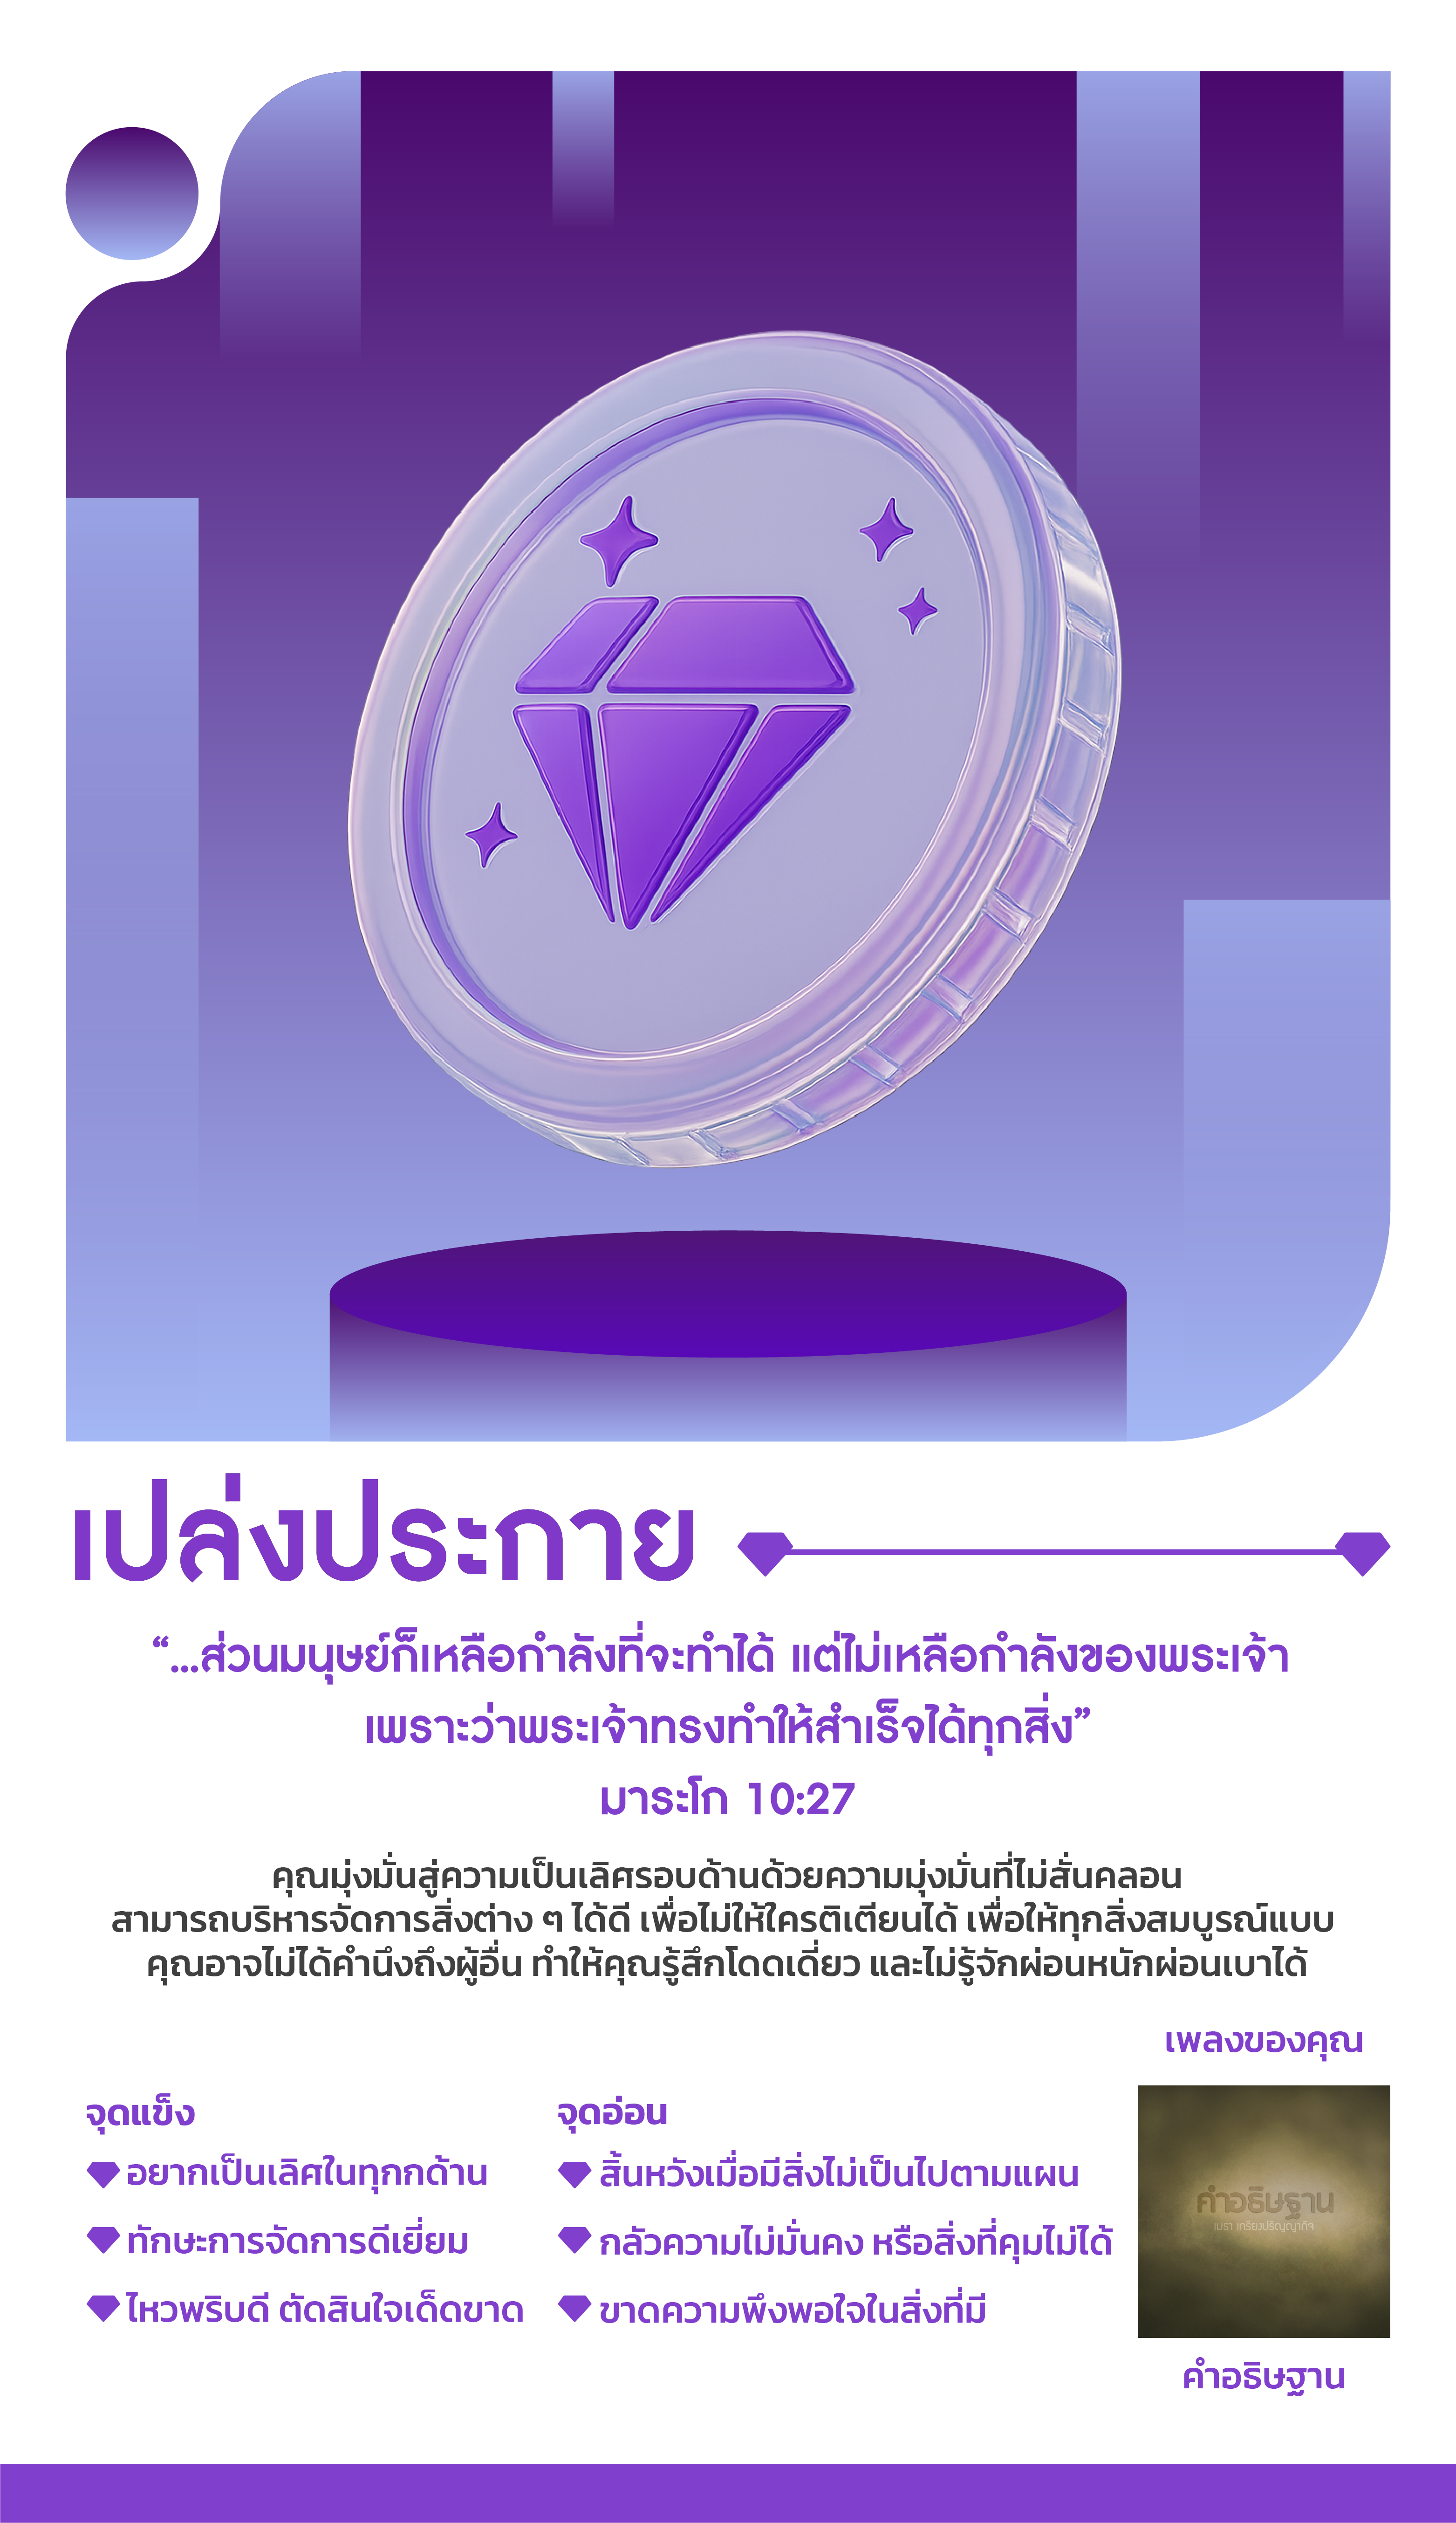 เปล่งประกาย
“...ส่วนมนุษย์ก็เหลือกำลังที่จะทำได้ แต่ไม่เหลือกำลังของพระเจ้า
เพราะว่าพระเจ้าทรงทำให้สำเร็จได้ทุกสิ่ง”
มาระโก 10:27
คุณมุ่งมั่นสู่ความเป็นเลิศรอบด้านด้วยความมุ่งมั่นที่ไม่สั่นคลอน
สามารถบริหารจัดการสิ่งต่าง ๆ ได้ดี เพื่อไม่ให้ใครติเตียนได้ เพื่อให้ทุกสิ่งสมบูรณ์แบบ
คุณอาจไม่ได้คำนึงถึงผู้อื่น ทำให้คุณรู้สึกโดดเดี่ยว และไม่รู้จักผ่อนหนักผ่อนเบาได้
จุดแข็ง
อยากเป็นเลิศในทุกกด้าน
ทักษะการจัดการดีเยี่ยม
ไหวพริบดี ตัดสินใจเด็ดขาด
จุดอ่อน
สิ้นหวังเมื่อมีสิ่งไม่เป็นไปตามแผน
กลัวความไม่มั่นคง หรือสิ่งที่คุมไม่ได้
ขาดความพึงพอใจในสิ่งที่มี
เพลงของคุณ
คำอธิษฐาน
เบรา เกรียงปริญญากิจ
คำอธิษฐาน